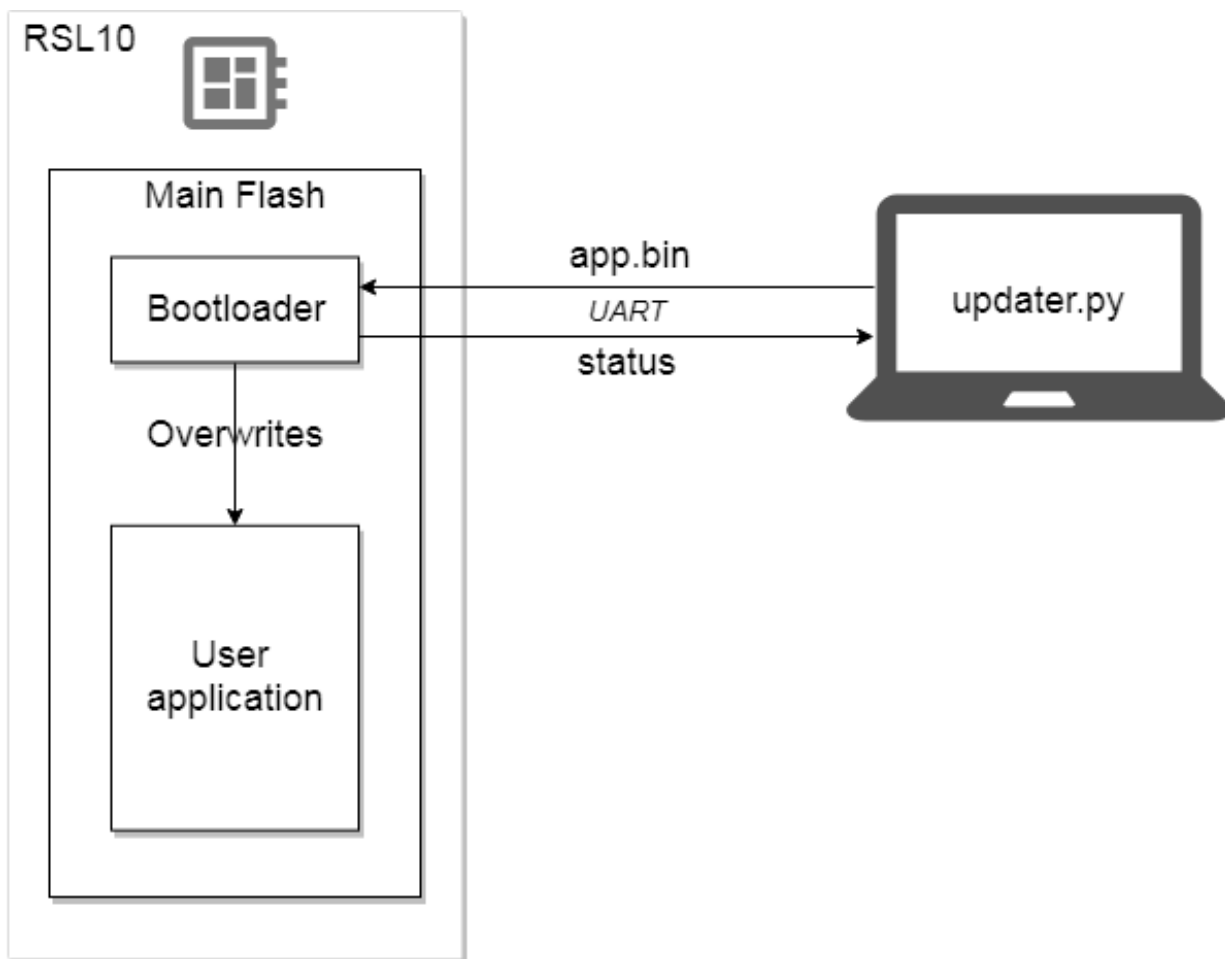 RSL10
Main Flash
Bootloader
app.bin
UART
status
updater.py
Overwrites
User
application